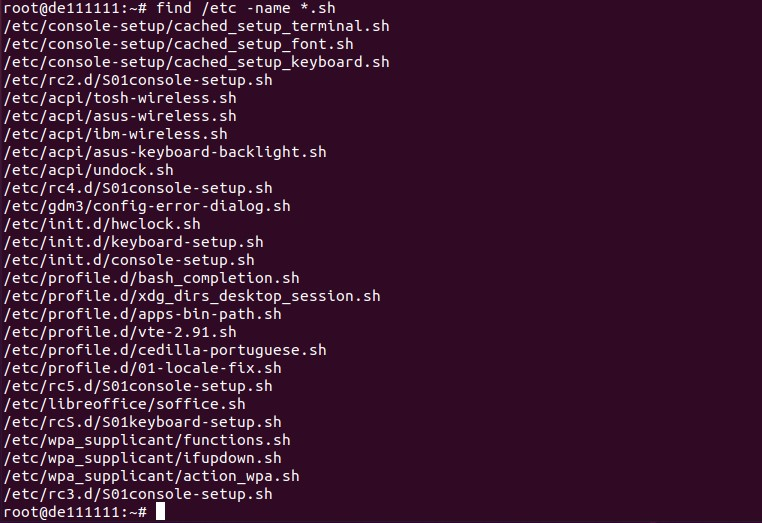 root@de111111:~# find /etc -name *.sh
/etc/console-setup/cached_setup_terminal.sh
/etc/console-setup/cached_setup_font.sh
/etc/console-setup/cached_setup_keyboard.sh
/etc/rc2.d/S01console-setup.sh
/etc/acpi/tosh-wireless.sh
/etc/acpi/asus-wireless.sh
/etc/acpi/ibm-wireless.sh
/etc/acpi/asus-keyboard-backlight.sh
/etc/acpi/undock.sh
/etc/rc4.d/S01console-setup.sh
/etc/gdm3/config-error-dialog.sh
/etc/init.d/hwclock.sh
/etc/init.d/keyboard-setup.sh
/etc/init.d/console-setup.sh
/etc/profile.d/bash_completion.sh
/etc/profile.d/xdg_dirs_desktop_session.sh
/etc/profile.d/apps-bin-path.sh
/etc/profile.d/vte-2.91.sh
/etc/profile.d/cedilla-portuguese.sh
/etc/profile.d/01-locale-fix.sh
/etc/rc5.d/S01console-setup.sh
/etc/libreoffice/soffice.sh
/etc/rcS.d/S01keyboard-setup.sh
/etc/wpa_supplicant/functions.sh
/etc/wpa_supplicant/ifupdown.sh
/etc/wpa_supplicant/action_wpa.sh
/etc/rc3.d/S01console-setup.sh
root@de111111:~#